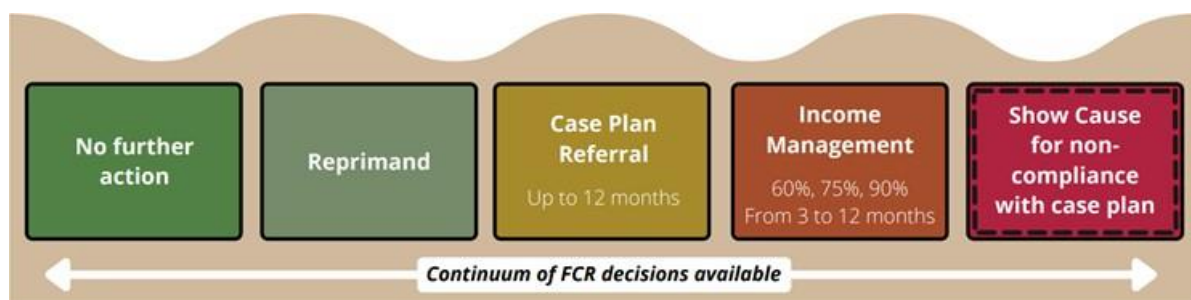 No further
action
Reprimand
Case Plan
Referral
Up to 12 months
Income
Management
60%, 75%, 90%
From 3 to 12 months
Show Cause
for non-
compliance
with case plan
Continuum of FCR decisions available